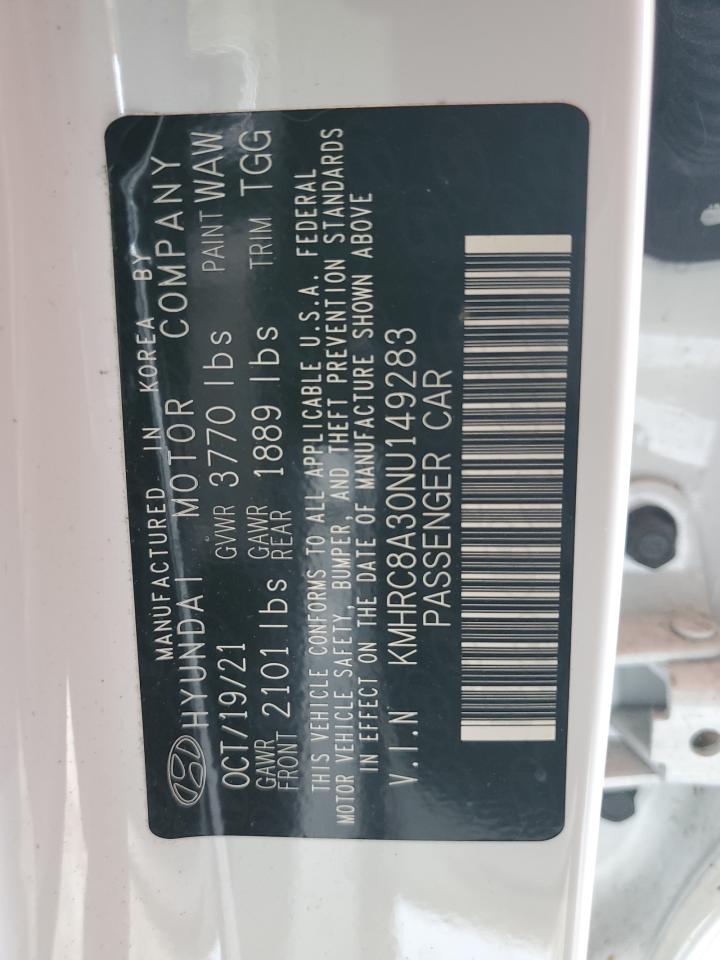 MANUFACTURED IN KOREA BY
HYUNDAI MOTOR COMPANY
OCT/19/21 GVWR 3770 lbs PAINT WAW
GAWR FRONT 2101 lbs GAWR REAR 1889 lbs TRIM TGG
THIS VEHICLE CONFORMS TO ALL APPLICABLE U.S.A. FEDERAL
MOTOR VEHICLE SAFETY, BUMPER, AND THEFT PREVENTION STANDARDS
IN EFFECT ON THE DATE OF MANUFACTURE SHOWN ABOVE
V.I.N KMHRC8A30NU149283
PASSENGER CAR